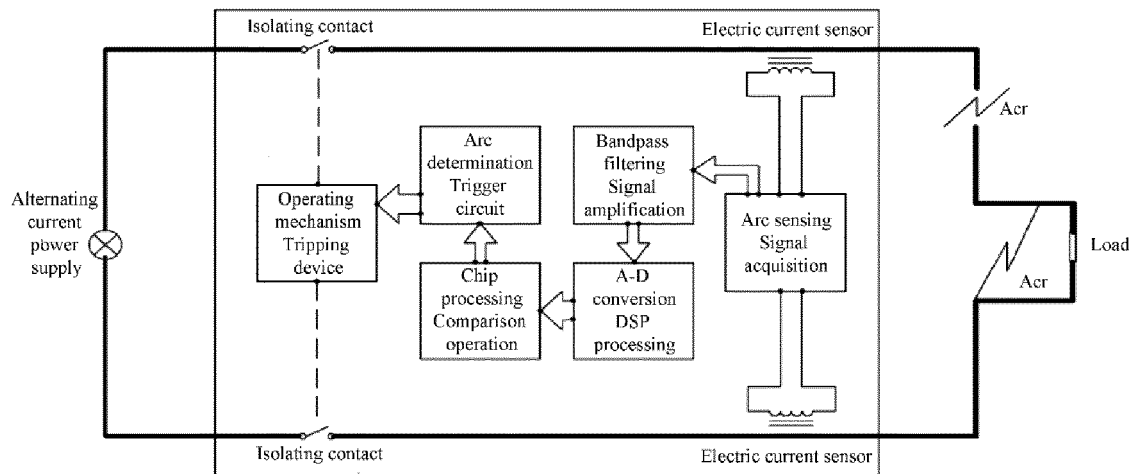 Isolating contact
Electric current sensor
Acr
Arc
determination
Trigger
circuit
Bandpass
filtering
Signal
amplification
Alternating
current
power
supply
Operating
mechanism
Tripping
device
Arc sensing
Signal
acquisition
Load
Acr
Chip
processing
Comparison
operation
A-D
conversion
DSP
processing
Isolating contact
Electric current sensor